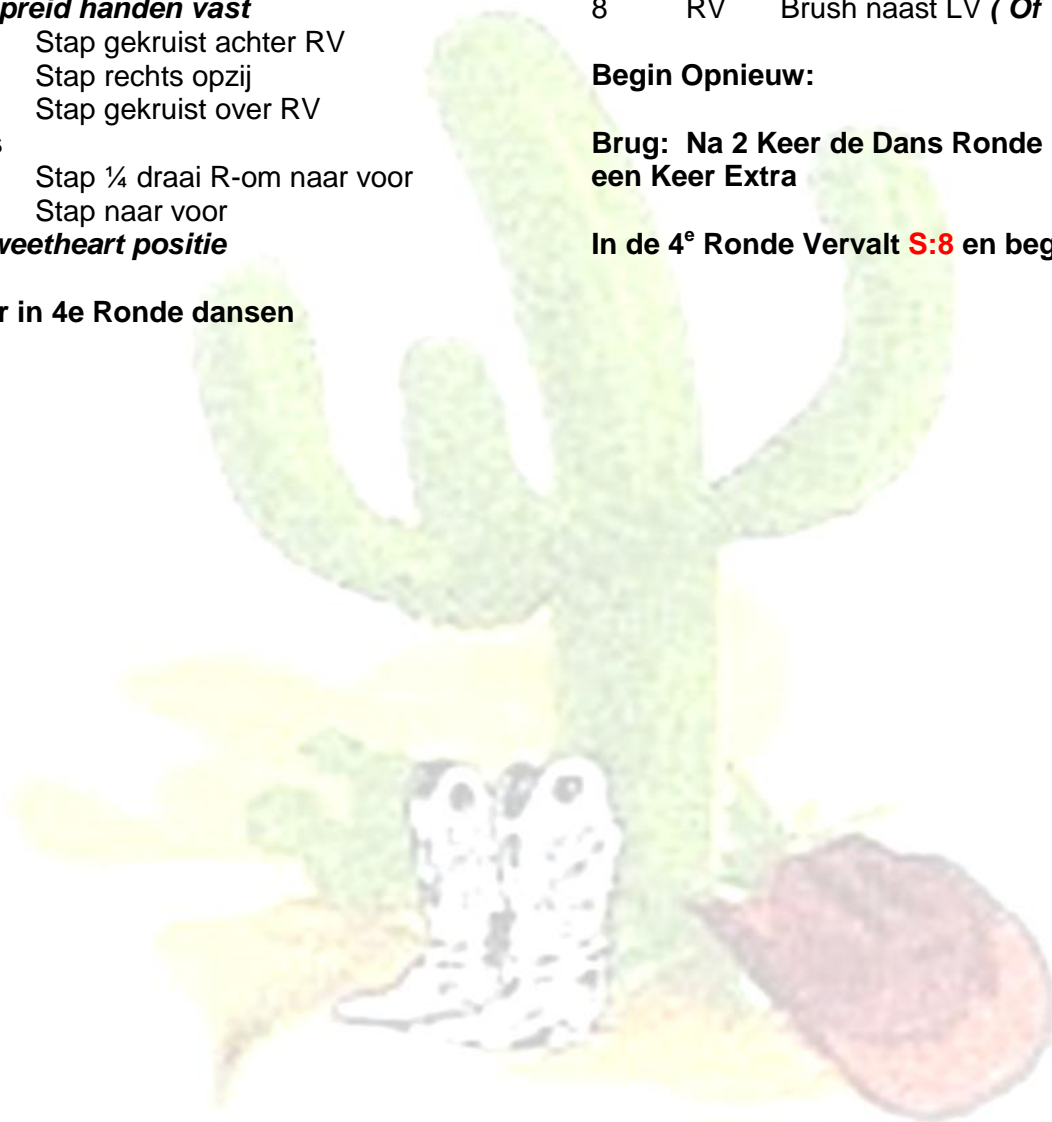 preid handen vast
Stap gekruist achter RV
Stap rechts opzij
Stap gekruist over RV
s
Stap ¼ draai R-om naar voor
Stap naar voor
weetheart positie
r in 4e Ronde dansen
8 RV Brush naast LV ( Of
Begin Opnieuw:
Brug: Na 2 Keer de Dans Ronde
een Keer Extra
In de 4e Ronde Vervalt S:8 en beg